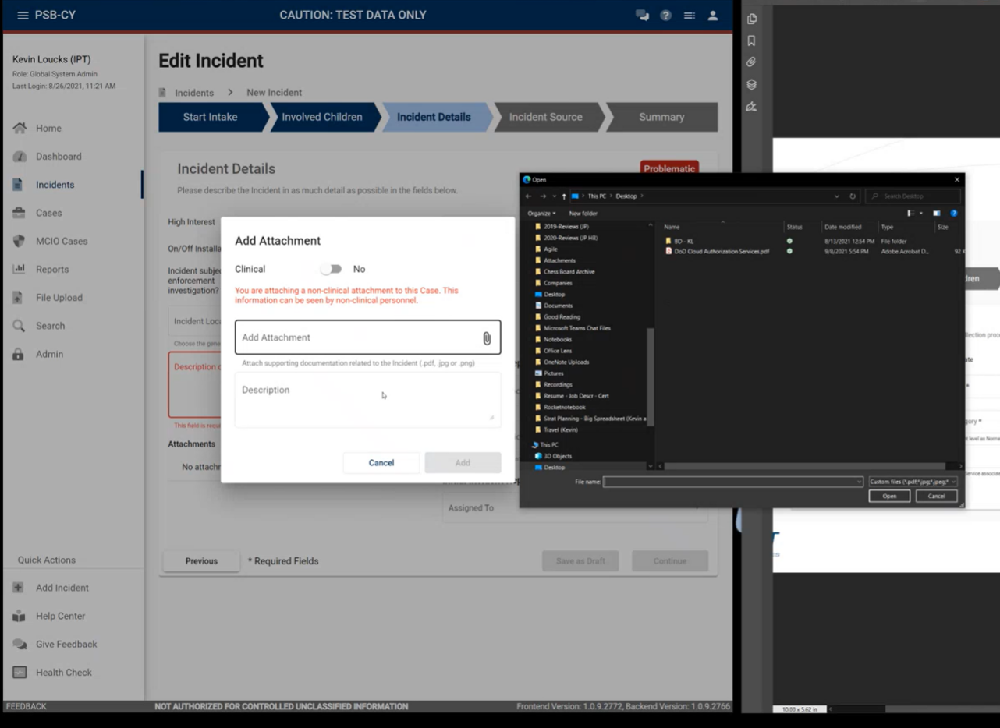 PSB-CY
CAUTION: TEST DATA ONLY
Kevin Loucks (IPT)
Role: Global System Admin
Last Login: 8/26/2021, 11:21 AM
Home
Dashboard
Incidents
Cases
MCIO Cases
Reports
File Upload
Search
Admin
Quick Actions
Add Incident
Help Center
Give Feedback
Health Check
Edit Incident
Incidents > New Incident
Start Intake
Involved Children
Incident Details
Incident Source
Summary
Incident Details
Problematic
Please describe the Incident in as much detail as possible in the fields below.
High Interest
On/Off Installa
Incident subje
enforcement
investigation?
Incident Loca
Choose the gene
Description o
This field is requ
Attachments
No attachr
Assigned To
Previous
* Required Fields
Save as Draft
Continue
Add Attachment
Clinical
No
You are attaching a non-clinical attachment to this Case. This
information can be seen by non-clinical personnel.
Add Attachment
Attach supporting documentation related to the Incident (.pdf, .jpg or .png)
Description
Cancel
Add
Open
This PC > Desktop >
Search Desktop
Organize
New folder
2019-Reviews (JP)
2020-Reviews (JP HB)
Agile
Attachments
Chess Board Archive
Companies
Desktop
Documents
Good Reading
Microsoft Teams Chat Files
Notebooks
Office Lens
OneNote Uploads
Pictures
Recordings
Resume - Job Descr - Cert
Rocketnotebook
Strat Planning - Big Spreadsheet (Kevin a
Travel (Kevin)
This PC
3D Objects
Desktop
Name
Status
Date modified
Type
Size
BD - KL
8/13/2021 12:54 PM
File folder
DoD Cloud Authorization Services.pdf
9/8/2021 5:54 PM
Adobe Acrobat D...
92 K
File name:
Custom files (*.pdf;*.jpg;*.jpeg;*
Open
Cancel
dren
llection proc
ate
*
gory *
t level as Norma
Service associate
T
10.00 x 5.62 in
FEEDBACK
NOT AUTHORIZED FOR CONTROLLED UNCLASSIFIED INFORMATION
Frontend Version: 1.0.9.2772, Backend Version: 1.0.9.2766